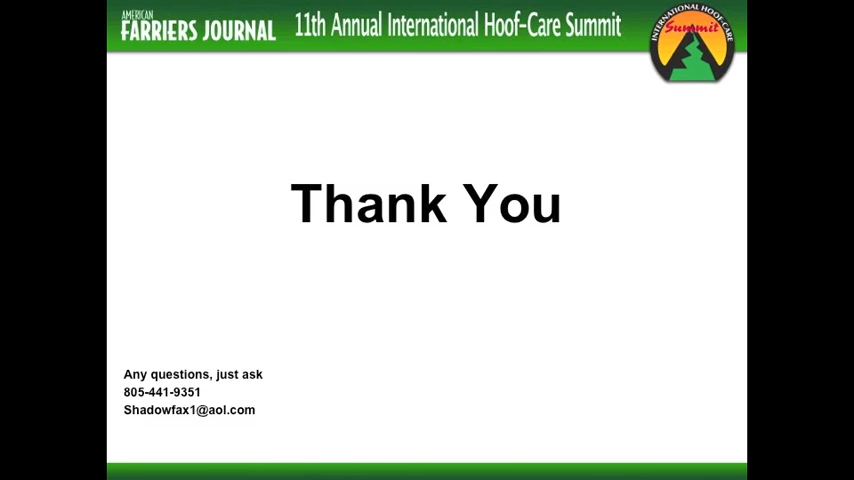 AMERICAN
FARRIERS JOURNAL
11th Annual International Hoof-Care Summit
INTERNATIONAL HOOF-CARE
Summit
Thank You
Any questions, just ask
805-441-9351
Shadowfax1@aol.com